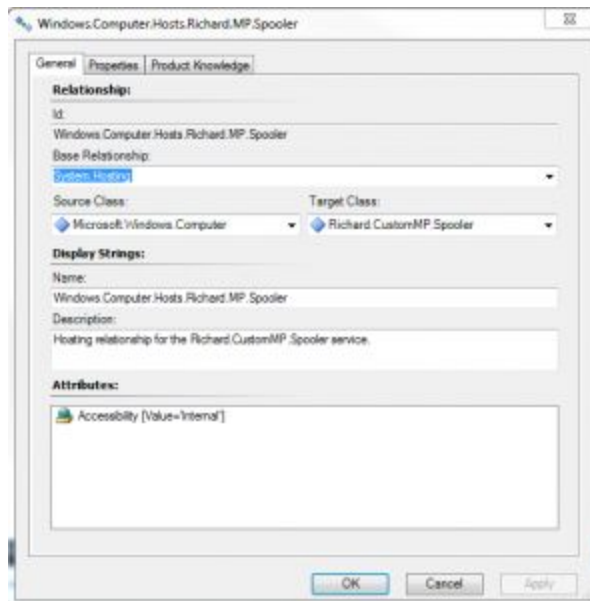 Windows.Computer.Hosts.Richard.MP.Spooler
General Properties Product Knowledge
Relationship:
Id:
Windows.Computer.Hosts.Richard.MP.Spooler
Base Relationship:
System.Hosting
Source Class: Target Class:
Microsoft.Windows.Computer Richard.CustomMP.Spooler
Display Strings:
Name:
Windows.Computer.Hosts.Richard.MP.Spooler
Description:
Hosting relationship for the Richard.CustomMP.Spooler service.
Attributes:
Accessibility [Value='Internal']
OK Cancel Apply